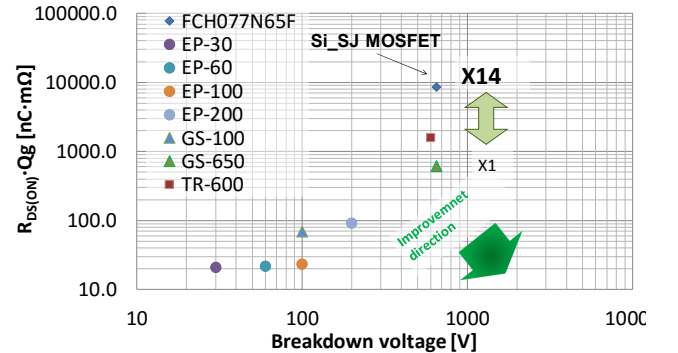 100000.0
10000.0
1000.0
100.0
10.0
R_DS(ON)·Qg [nC·mΩ]
FCH077N65F
EP-30
EP-60
EP-100
EP-200
GS-100
GS-650
TR-600
Si_SJ MOSFET
X14
X1
Improvemnet
direction
10
100
1000
1000
Breakdown voltage [V]